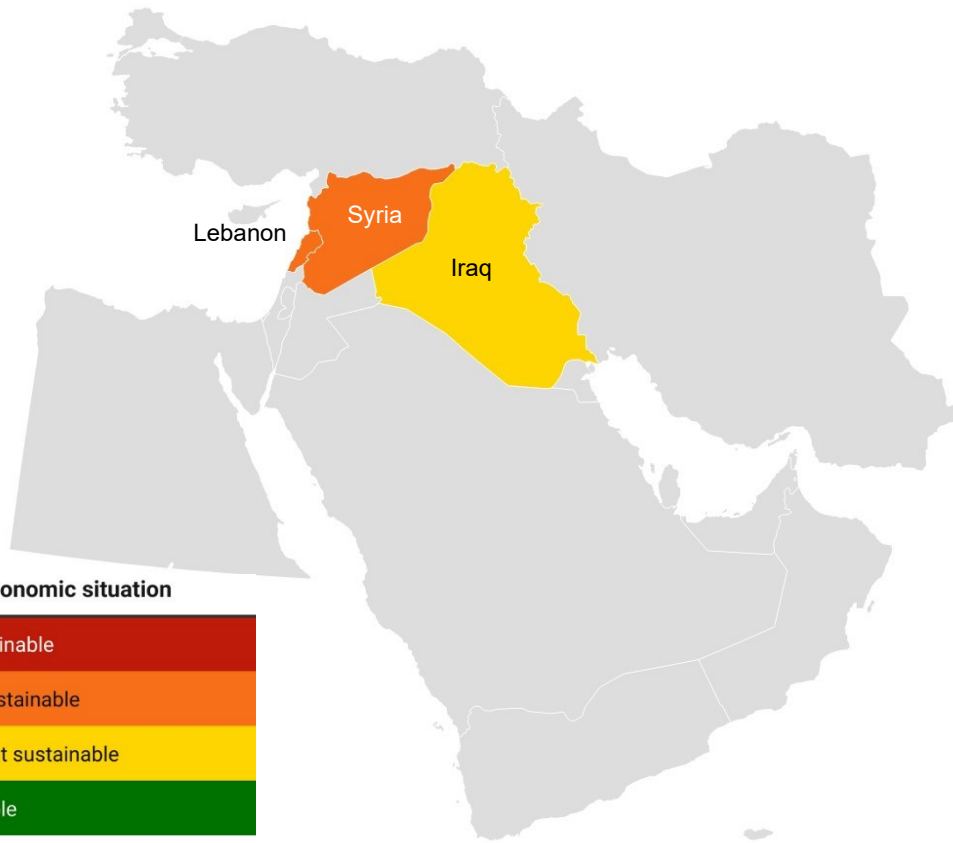 Syria
Lebanon
Iraq
onomic situation
inable
stainable
t sustainable
le